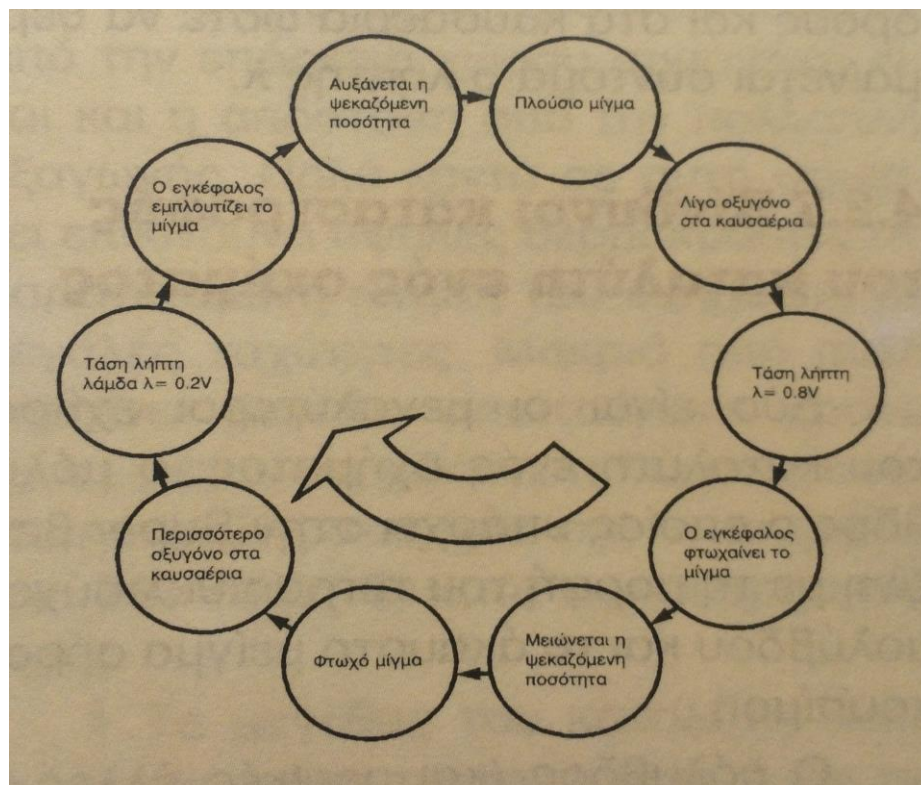 Αυξάνεται η
ψεκαζόμενη
ποσότητα
Πλούσιο μίγμα
Λίγο οξυγόνο
στα καυσαέρια
Τάση λήπτη
λ= 0.8V
Ο εγκέφαλος
φτωχαίνει το
μίγμα
Μειώνεται η
ψεκαζόμενη
ποσότητα
Φτωχό μίγμα
Περισσότερο
οξυγόνο στα
καυσαέρια
Τάση λήπτη
λάμδα λ= 0.2V
Ο εγκέφαλος
εμπλουτίζει το
μίγμα